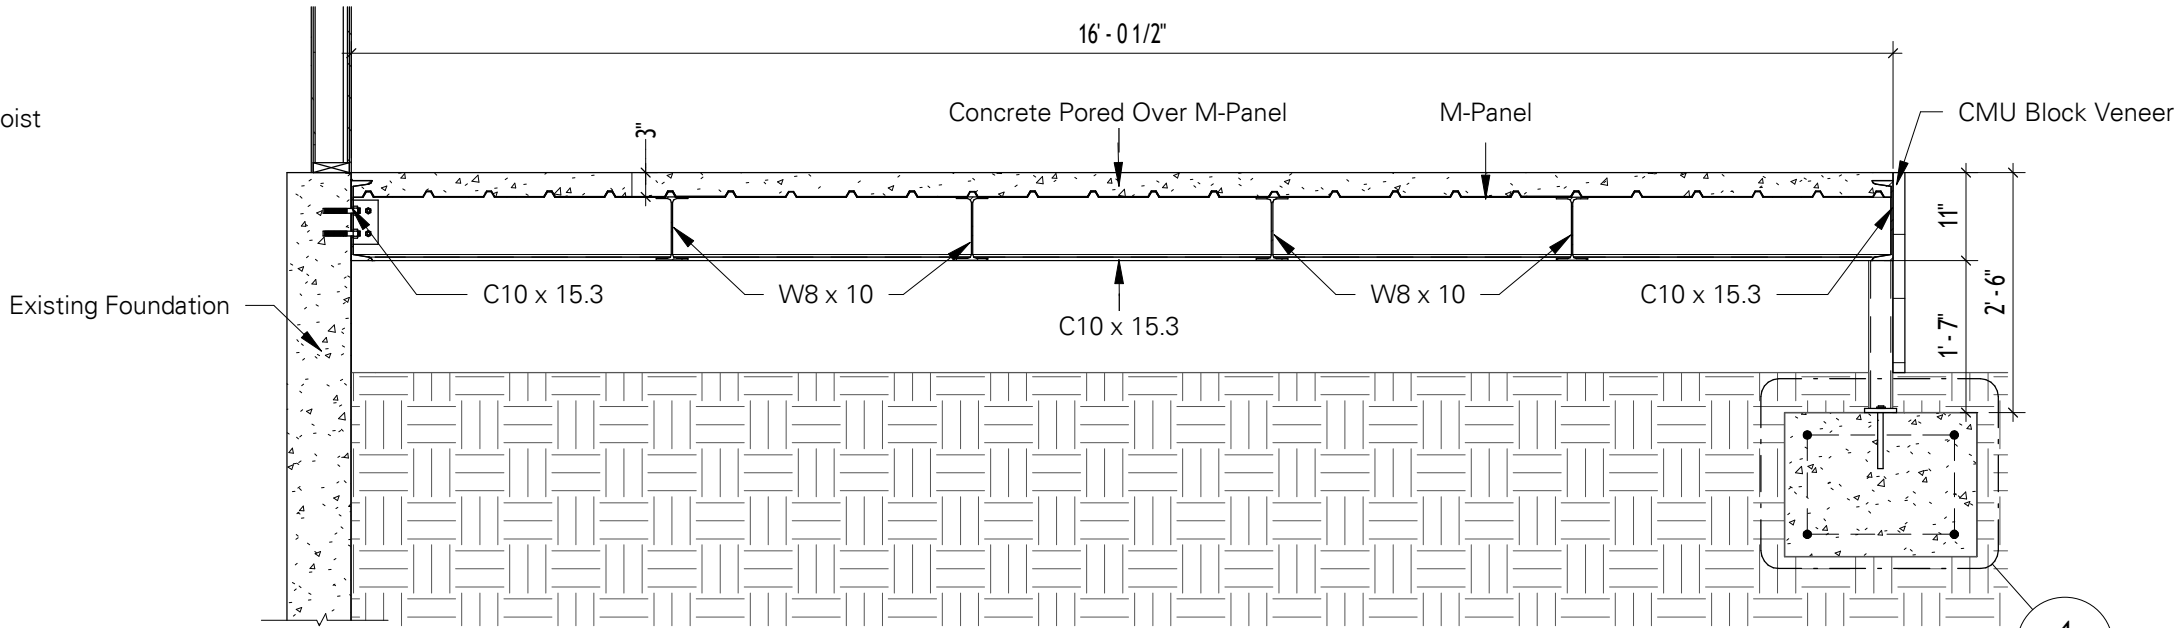 16' - 0 1/2"
oist
3"
Concrete Pored Over M-Panel
M-Panel
CMU Block Veneer
11"
2' - 6"
1' - 7"
Existing Foundation
C10 x 15.3
W8 x 10
C10 x 15.3
W8 x 10
C10 x 15.3